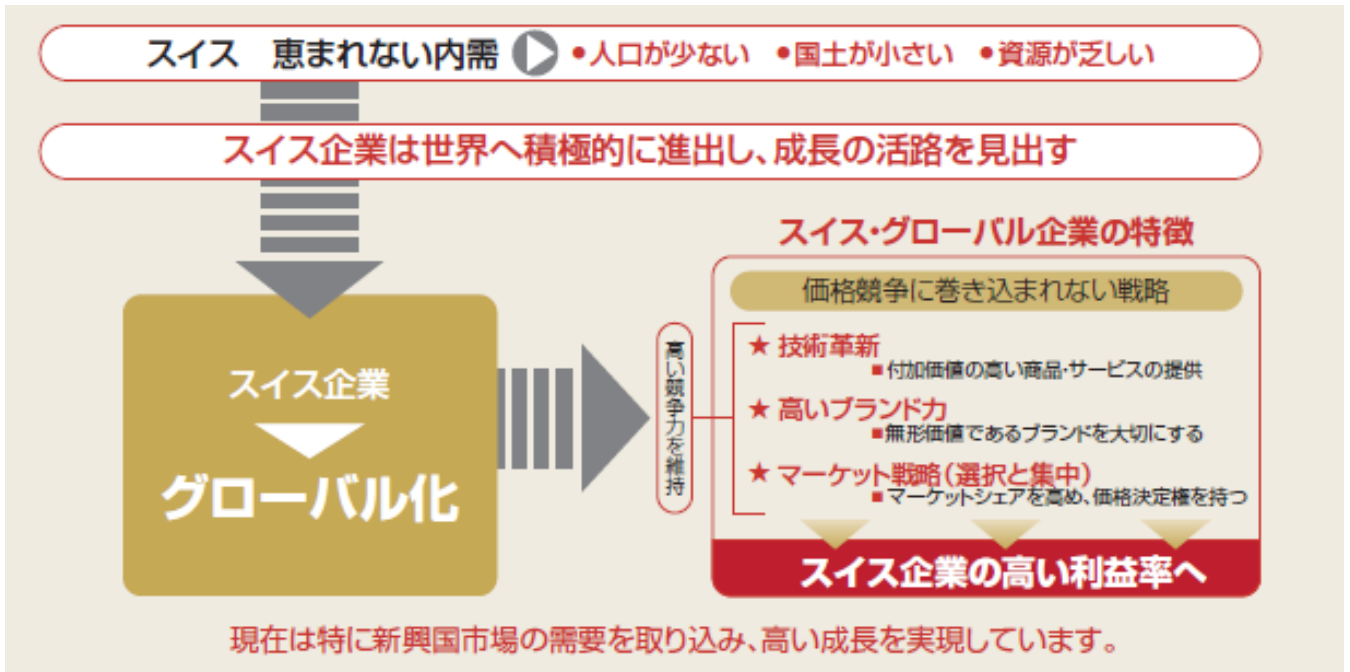 スイス　恵まれない内需 ●人口が少ない ●国土が小さい ●資源が乏しい
スイス企業は世界へ積極的に進出し、成長の活路を見出す
スイス企業
グローバル化
高い競争力を維持
スイス・グローバル企業の特徴
価格競争に巻き込まれない戦略
★ 技術革新
■付加価値の高い商品・サービスの提供
★ 高いブランド力
■無形価値であるブランドを大切にする
★ マーケット戦略(選択と集中)
■マーケットシェアを高め、価格決定権を持つ
スイス企業の高い利益率へ
現在は特に新興国市場の需要を取り込み、高い成長を実現しています。